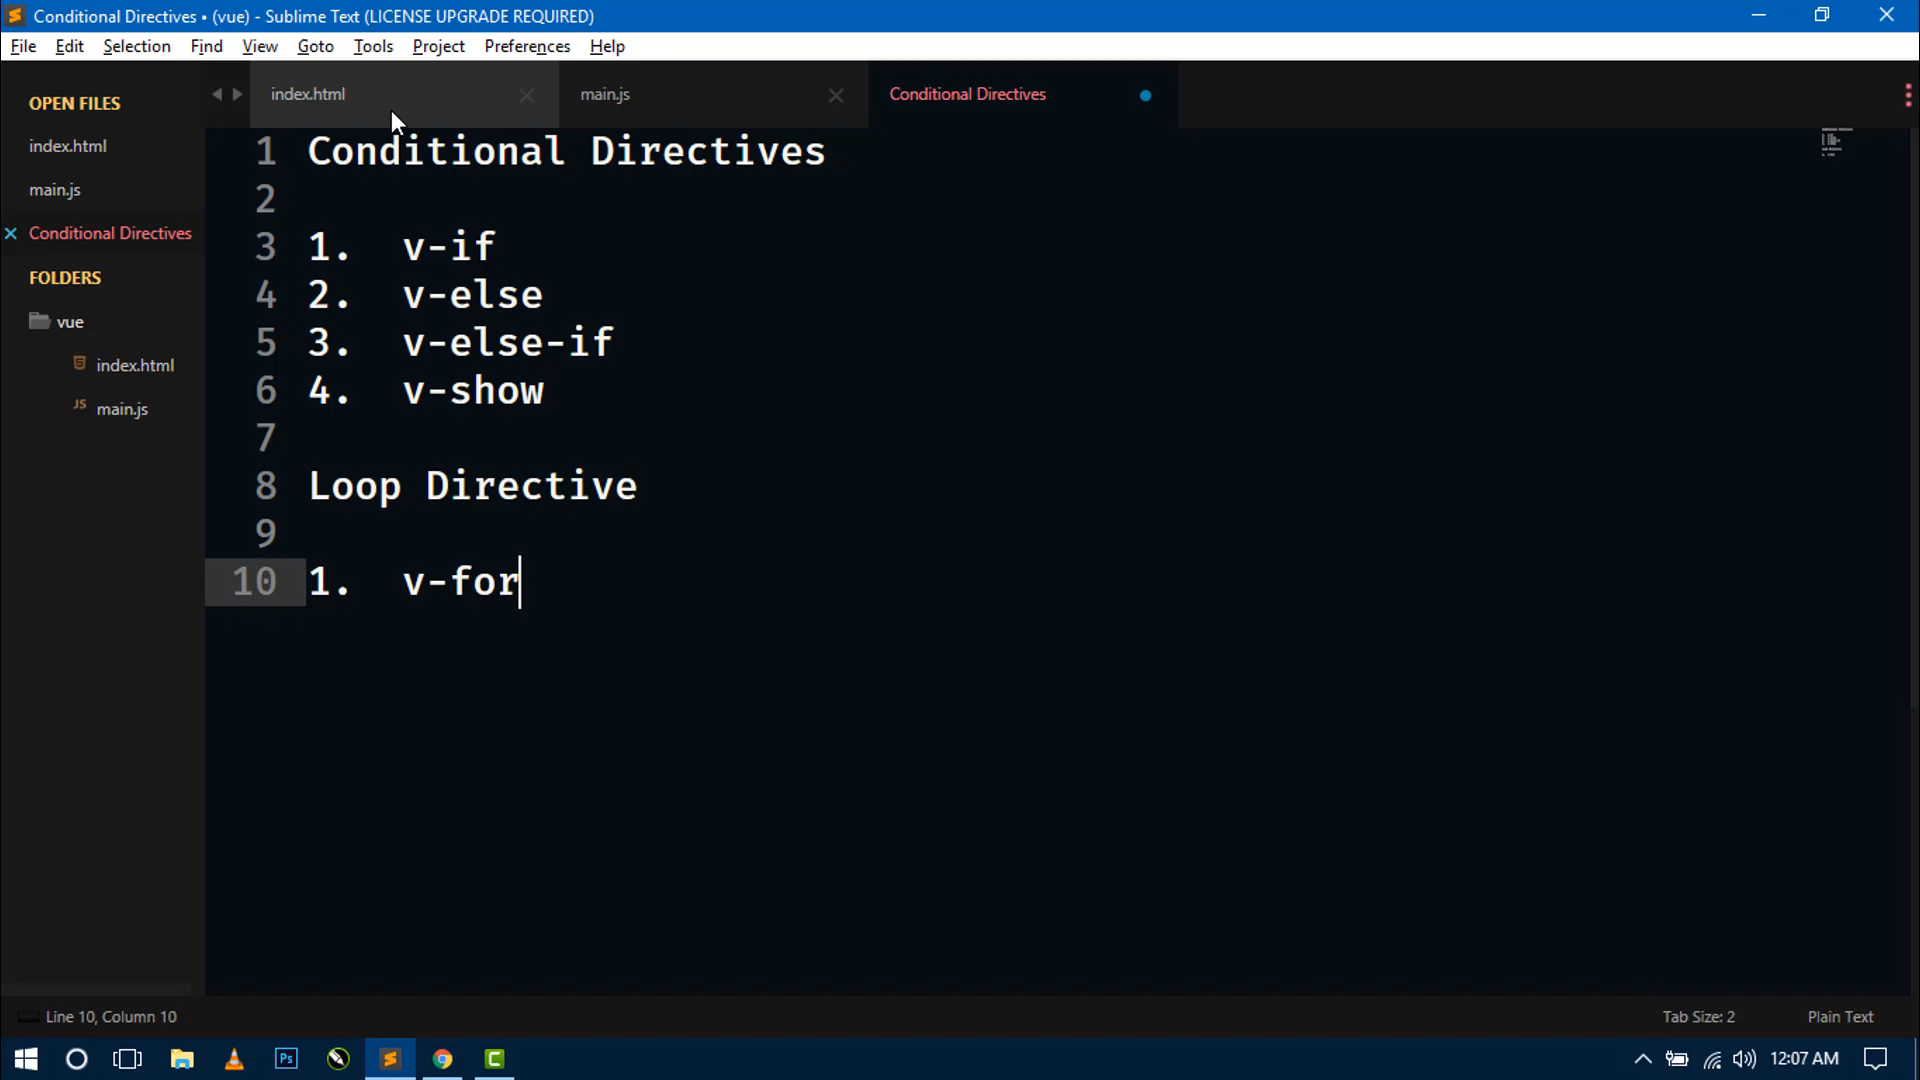 Conditional Directives • (vue) - Sublime Text (LICENSE UPGRADE REQUIRED)
File Edit Selection Find View Goto Tools Project Preferences Help
OPEN FILES
index.html
main.js
Conditional Directives
FOLDERS
vue
index.html
JS main.js
index.html main.js Conditional Directives
1 Conditional Directives
2
3 1. v-if
4 2. v-else
5 3. v-else-if
6 4. v-show
7
8 Loop Directive
9
10 1. v-for
Line 10, Column 10 Tab Size: 2 Plain Text
Ps C 12:07 AM